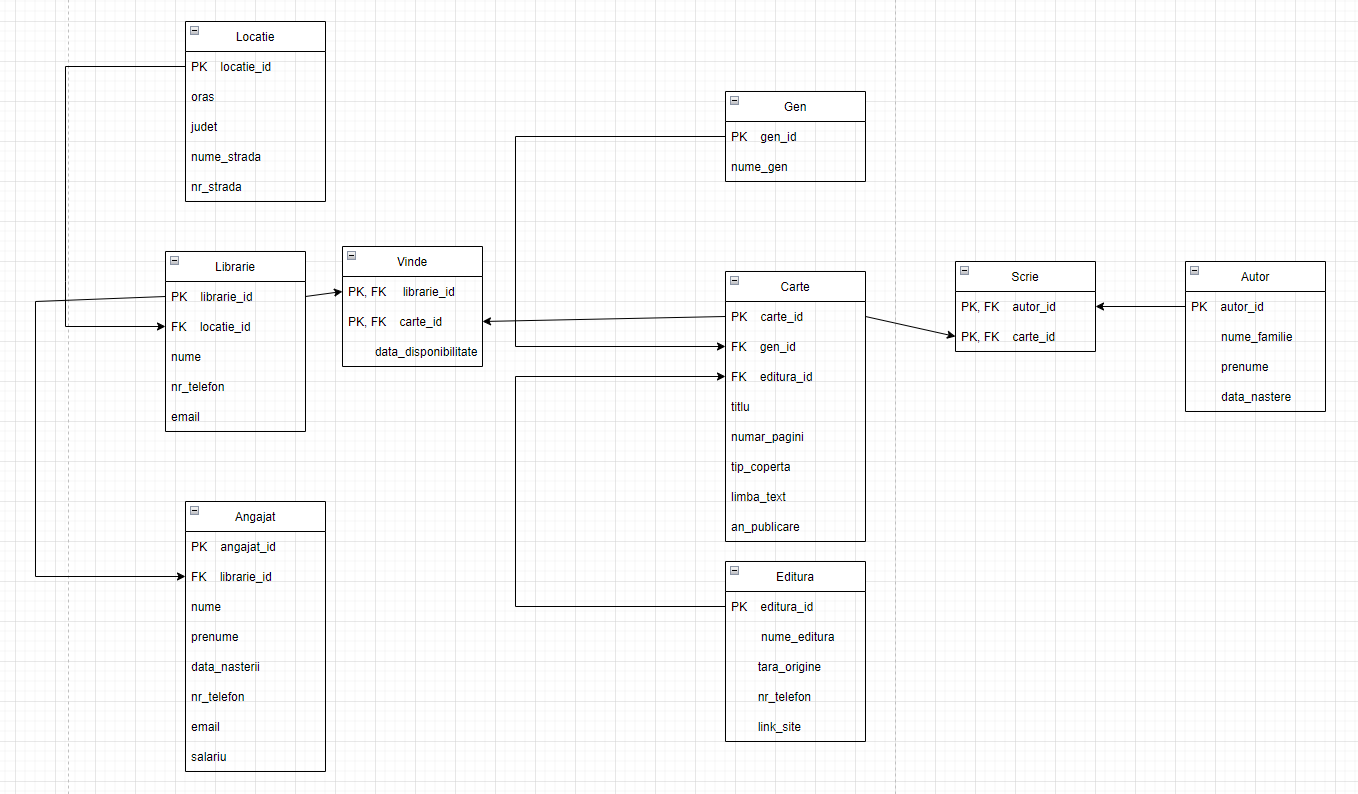 Locatie
PK locatie_id
oras
judet
nume_strada
nr_strada
Gen
PK gen_id
nume_gen
Librarie
PK librarie_id
FK locatie_id
nume
nr_telefon
email
Vinde
PK, FK librarie_id
PK, FK carte_id
data_disponibilitate
Carte
PK carte_id
FK gen_id
FK editura_id
titlu
numar_pagini
tip_coperta
limba_text
an_publicare
Scrie
PK, FK autor_id
PK, FK carte_id
Autor
PK autor_id
nume_familie
prenume
data_nastere
Angajat
PK angajat_id
FK librarie_id
nume
prenume
data_nasterii
nr_telefon
email
salariu
Editura
PK editura_id
nume_editura
tara_origine
nr_telefon
link_site